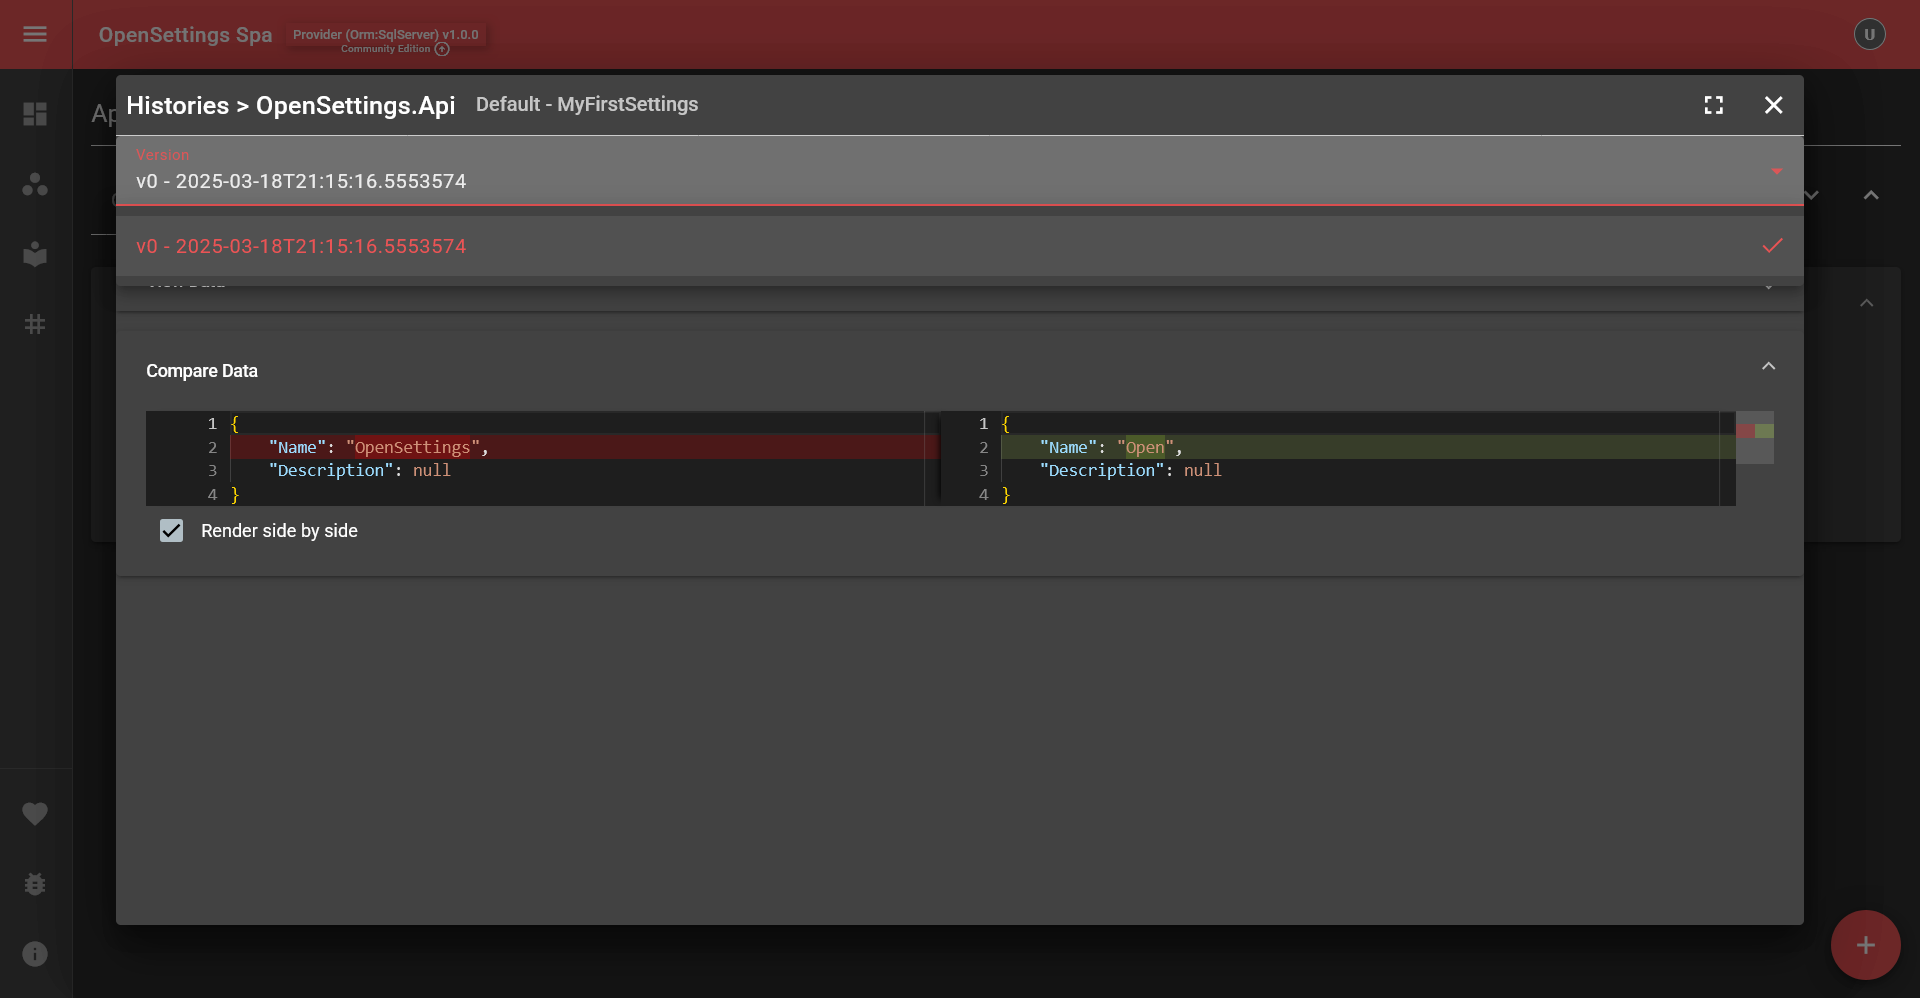 OpenSettings Spa
Provider (Orm:SqlServer) v1.0.0
Community Edition
U
Histories > OpenSettings.Api Default - MyFirstSettings
Version
v0 - 2025-03-18T21:15:16.5553574
v0 - 2025-03-18T21:15:16.5553574
Compare Data
1 {
2 "Name": "OpenSettings",
3 "Description": null
4 }
1 {
2 "Name": "Open",
3 "Description": null
4 }
Render side by side